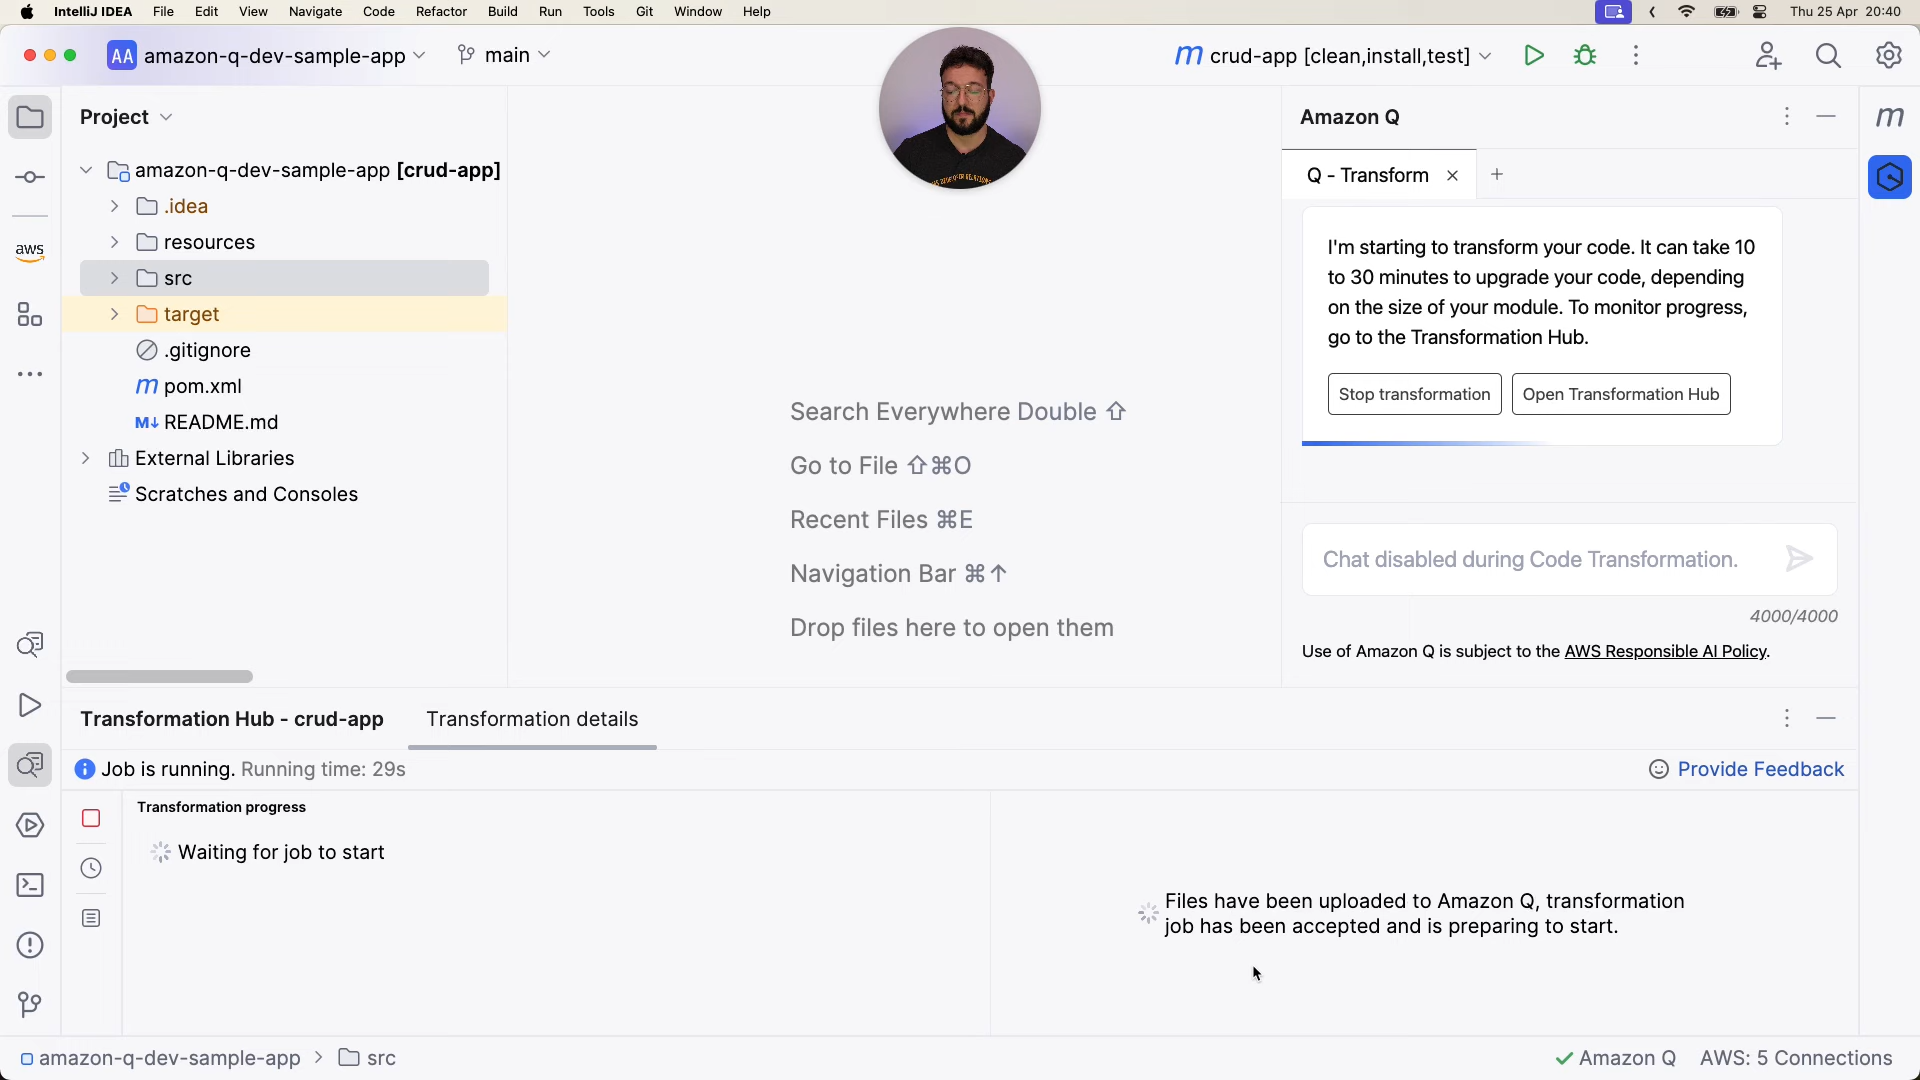 IntelliJ IDEA File Edit View Navigate Code Refactor Build Run Tools Git Window Help Thu 25 Apr 20:40
AA amazon-q-dev-sample-app main crud-app [clean,install,test]
Project
amazon-q-dev-sample-app [crud-app]
.idea
resources
src
target
.gitignore
pom.xml
README.md
External Libraries
Scratches and Consoles
aws
Search Everywhere Double ⇧
Go to File ⇧⌘O
Recent Files ⌘E
Navigation Bar ⌘↑
Drop files here to open them
Amazon Q
Q - Transform
I'm starting to transform your code. It can take 10
to 30 minutes to upgrade your code, depending
on the size of your module. To monitor progress,
go to the Transformation Hub.
Stop transformation Open Transformation Hub
Chat disabled during Code Transformation.
4000/4000
Use of Amazon Q is subject to the AWS Responsible AI Policy.
Transformation Hub - crud-app Transformation details
Job is running. Running time: 29s Provide Feedback
Transformation progress
Waiting for job to start
Files have been uploaded to Amazon Q, transformation
job has been accepted and is preparing to start.
amazon-q-dev-sample-app > src Amazon Q AWS: 5 Connections